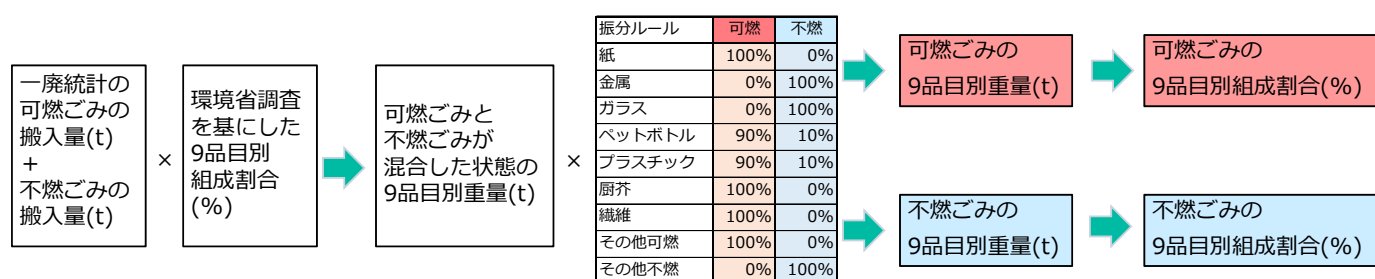 一廃統計の
可燃ごみの
搬入量(t)
+
不燃ごみの
搬入量(t)
×
環境省調査
を基にした
9品目別
組成割合
(%)
可燃ごみと
不燃ごみが
混合した状態の
9品目別重量(t)
×
振分ルール 可燃 不燃
紙 100% 0%
金属 0% 100%
ガラス 0% 100%
ペットボトル 90% 10%
プラスチック 90% 10%
厨芥 100% 0%
繊維 100% 0%
その他可燃 100% 0%
その他不燃 0% 100%
可燃ごみの
9品目別重量(t)
可燃ごみの
9品目別組成割合(%)
不燃ごみの
9品目別重量(t)
不燃ごみの
9品目別組成割合(%)